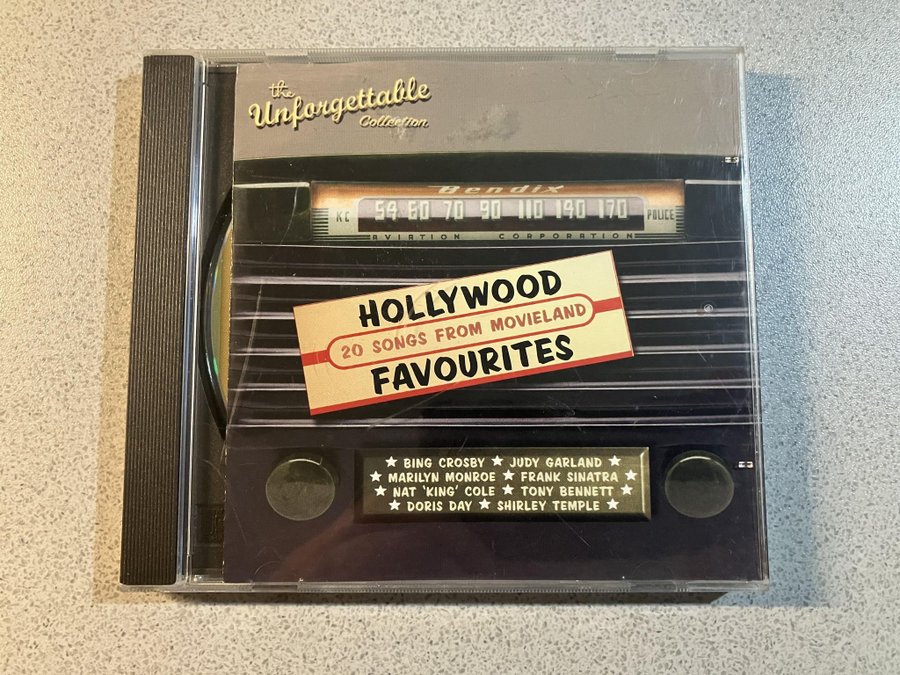 the
Unforgettable
Collection
Bendix
KC 54 60 70 90 110 140 170 POLICE
AVIATION CORPORATION
HOLLYWOOD
20 SONGS FROM MOVIELAND
FAVOURITES
★ BING CROSBY ★ JUDY GARLAND ★
★ MARILYN MONROE ★ FRANK SINATRA ★
★ NAT 'KING' COLE ★ TONY BENNETT ★
★ DORIS DAY ★ SHIRLEY TEMPLE ★